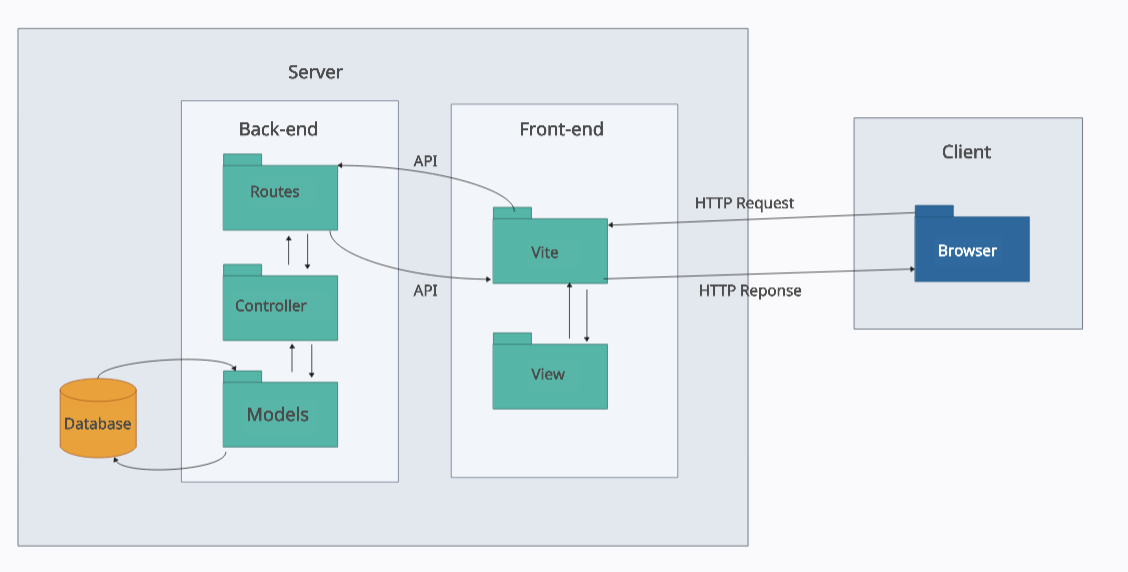 Server
Back-end
Routes
Controller
Models
Database
API
API
Front-end
Vite
View
HTTP Request
HTTP Reponse
Client
Browser